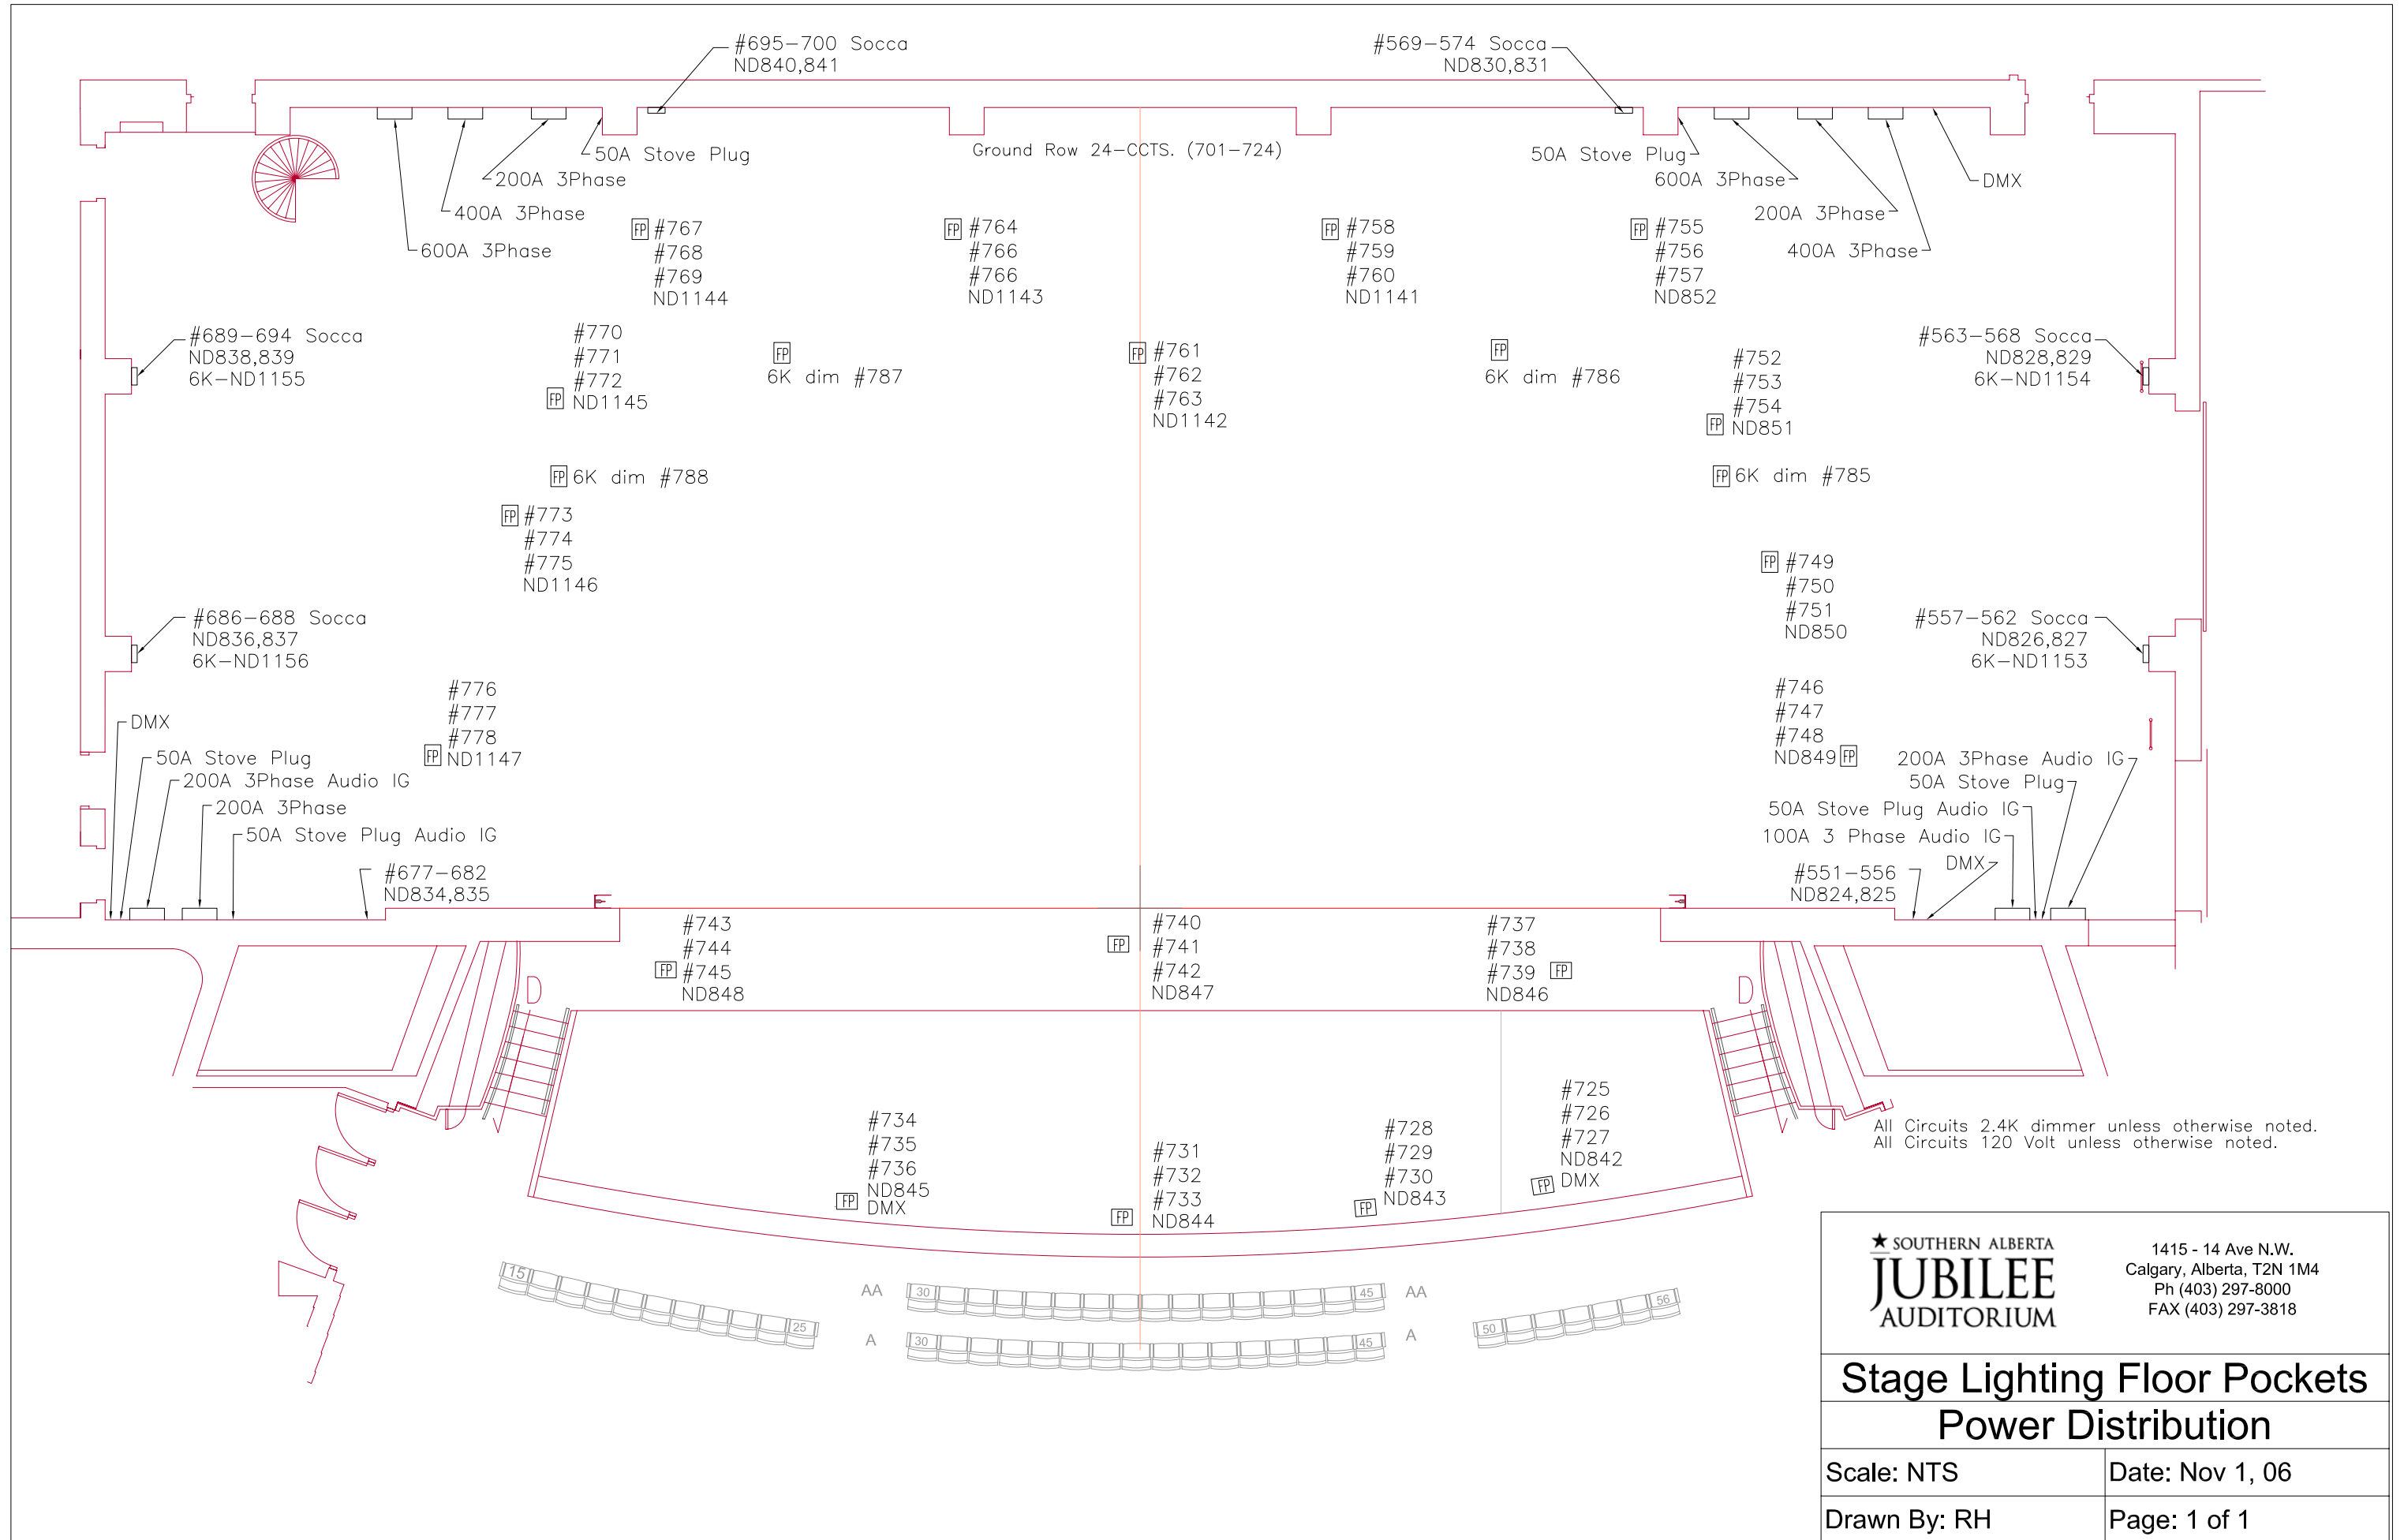 #695-700 Socca
ND840,841
#569-574 Socca
ND830,831
50A Stove Plug
200A 3Phase
400A 3Phase
600A 3Phase
Ground Row 24-CCTS. (701-724)
50A Stove Plug
600A 3Phase
200A 3Phase
400A 3Phase
DMX
FP
#767
#768
#769
ND1144
FP
#764
#766
#766
ND1143
FP
#758
#759
#760
ND1141
FP
#755
#756
#757
ND852
#689-694 Socca
ND838,839
6K-ND1155
#770
#771
#772
FP ND1145
FP
6K dim #787
FP
#761
#762
#763
ND1142
FP
6K dim #786
#752
#753
#754
FP ND851
#563-568 Socca
ND828,829
6K-ND1154
FP 6K dim #788
FP 6K dim #785
FP #773
#774
#775
ND1146
FP #749
#750
#751
ND850
#686-688 Socca
ND836,837
6K-ND1156
#557-562 Socca
ND826,827
6K-ND1153
#776
#777
#778
FP ND1147
#746
#747
#748
ND849 FP
DMX
50A Stove Plug
200A 3Phase Audio IG
200A 3Phase
50A Stove Plug Audio IG
#677-682
ND834,835
200A 3Phase Audio IG
50A Stove Plug
50A Stove Plug Audio IG
100A 3 Phase Audio IG
DMX
#551-556
ND824,825
#743
#744
FP #745
ND848
#740
FP #741
#742
ND847
#737
#738
#739 FP
ND846
#734
#735
#736
ND845
FP DMX
#731
#732
#733
FP ND844
#728
#729
#730
FP ND843
#725
#726
#727
ND842
FP DMX
All Circuits 2.4K dimmer unless otherwise noted.
All Circuits 120 Volt unless otherwise noted.
15
25
AA 30 45 AA
A 30 45 A
50 56
SOUTHERN ALBERTA
JUBILEE
AUDITORIUM
1415 - 14 Ave N.W.
Calgary, Alberta, T2N 1M4
Ph (403) 297-8000
FAX (403) 297-3818
Stage Lighting Floor Pockets
Power Distribution
Scale: NTS
Date: Nov 1, 06
Drawn By: RH
Page: 1 of 1